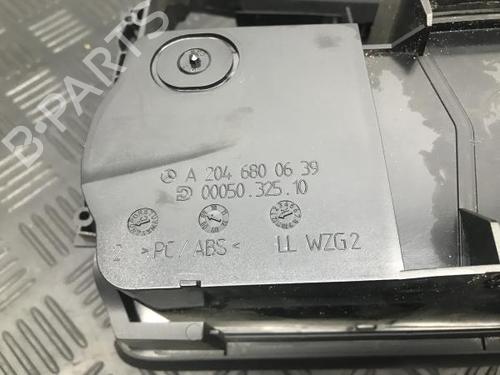 B-PARTS
A 204 680 06 39
00050.325.10
>PC/ABS< LL WZG2